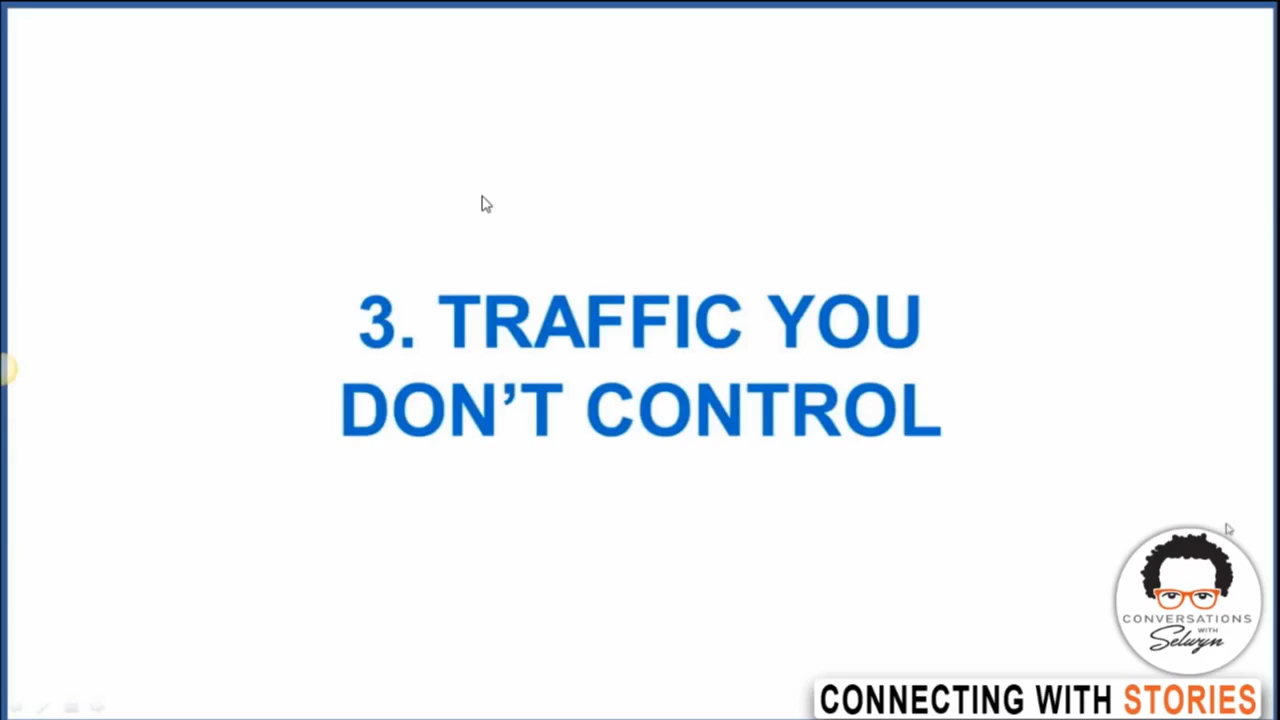 3. TRAFFIC YOU
DON’T CONTROL
CONVERSATIONS
WITH
Selwyn
CONNECTING WITH STORIES